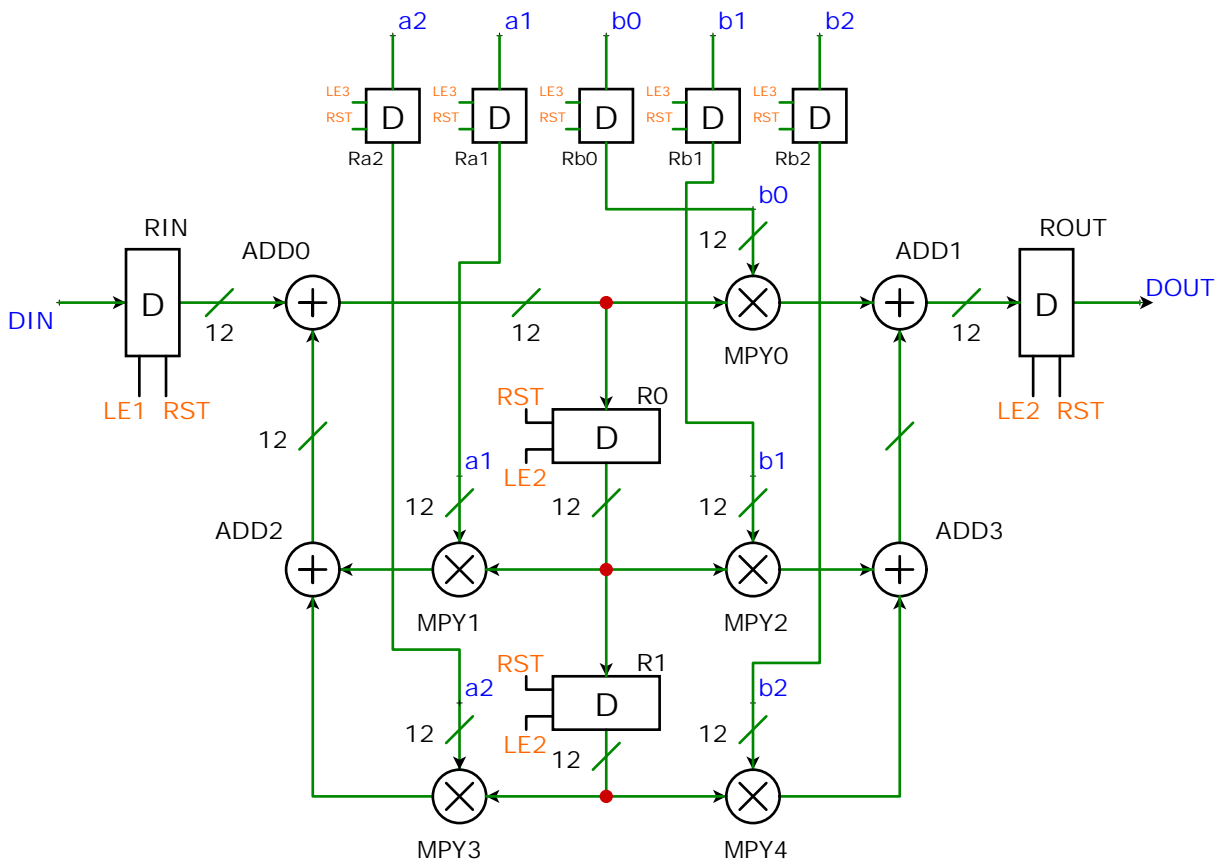 a2 a1 b0 b1 b2
LE3 LE3 LE3 LE3 LE3
D D D D D
RST RST RST RST RST
Ra2 Ra1 Rb0 Rb1 Rb2
b0
RIN ROUT
12
ADD0 ADD1
D + × + D
DIN DOUT
12 12 12
MPY0
R0
RST
LE1 RST LE2 RST
D
12
a1 b1
LE2
12 12 12
ADD2 ADD3
+ × × +
MPY1 MPY2
RST R1
a2 b2
D
12 12
LE2 12
× ×
MPY3 MPY4